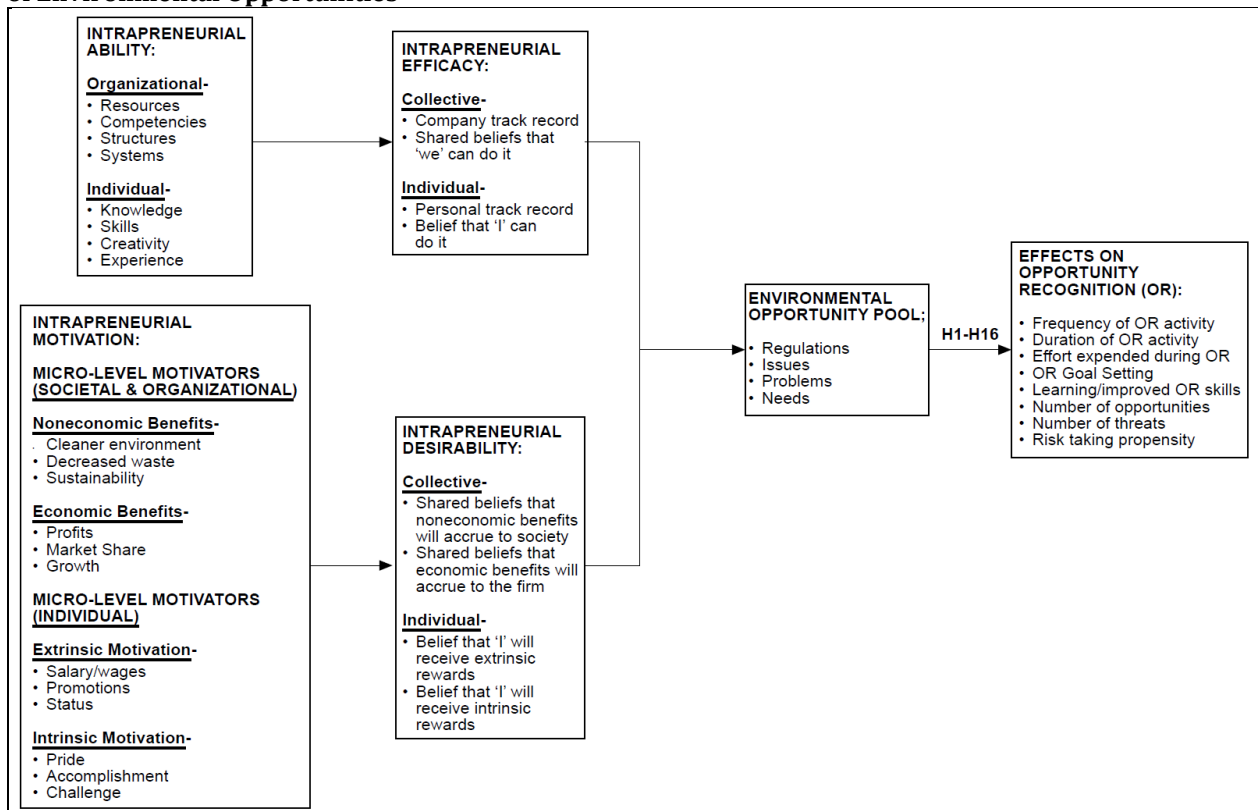 INTRAPRENEURIAL
ABILITY:
Organizational-
• Resources
• Competencies
• Structures
• Systems
Individual-
• Knowledge
• Skills
• Creativity
• Experience
INTRAPRENEURIAL
EFFICACY:
Collective-
• Company track record
• Shared beliefs that
'we' can do it
Individual-
• Personal track record
• Belief that 'I' can
do it
INTRAPRENEURIAL
MOTIVATION:
MICRO-LEVEL MOTIVATORS
(SOCIETAL & ORGANIZATIONAL)
Noneconomic Benefits-
. Cleaner environment
• Decreased waste
• Sustainability
Economic Benefits-
• Profits
• Market Share
• Growth
MICRO-LEVEL MOTIVATORS
(INDIVIDUAL)
Extrinsic Motivation-
• Salary/wages
• Promotions
• Status
Intrinsic Motivation-
• Pride
• Accomplishment
• Challenge
INTRAPRENEURIAL
DESIRABILITY:
Collective-
• Shared beliefs that
noneconomic benefits
will accrue to society
• Shared beliefs that
economic benefits will
accrue to the firm
Individual-
• Belief that 'I' will
receive extrinsic
rewards
• Belief that 'I' will
receive intrinsic
rewards
ENVIRONMENTAL
OPPORTUNITY POOL;
• Regulations
• Issues
• Problems
• Needs
H1-H16
EFFECTS ON
OPPORTUNITY
RECOGNITION (OR):
• Frequency of OR activity
• Duration of OR activity
• Effort expended during OR
• OR Goal Setting
• Learning/improved OR skills
• Number of opportunities
• Number of threats
• Risk taking propensity